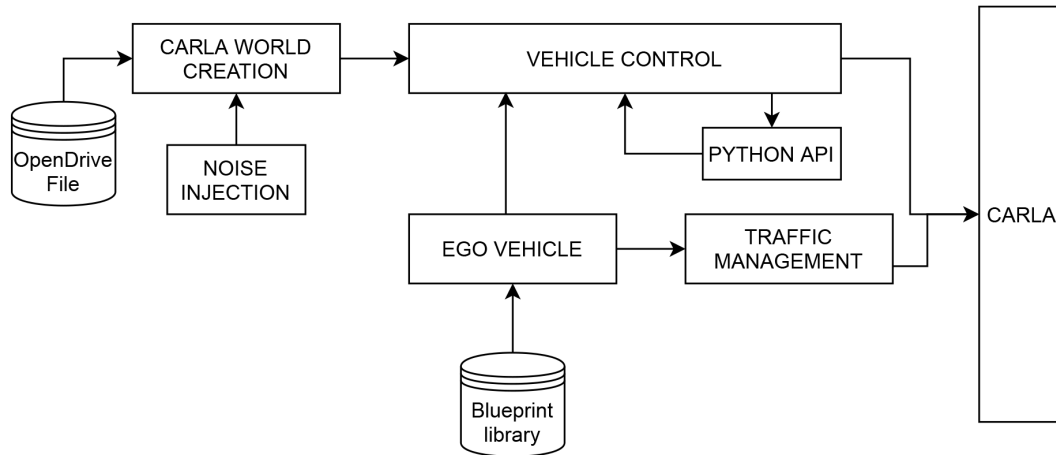 CARLA WORLD
CREATION
VEHICLE CONTROL
OpenDrive
File
NOISE
INJECTION
PYTHON API
CARLA
EGO VEHICLE
TRAFFIC
MANAGEMENT
Blueprint
library